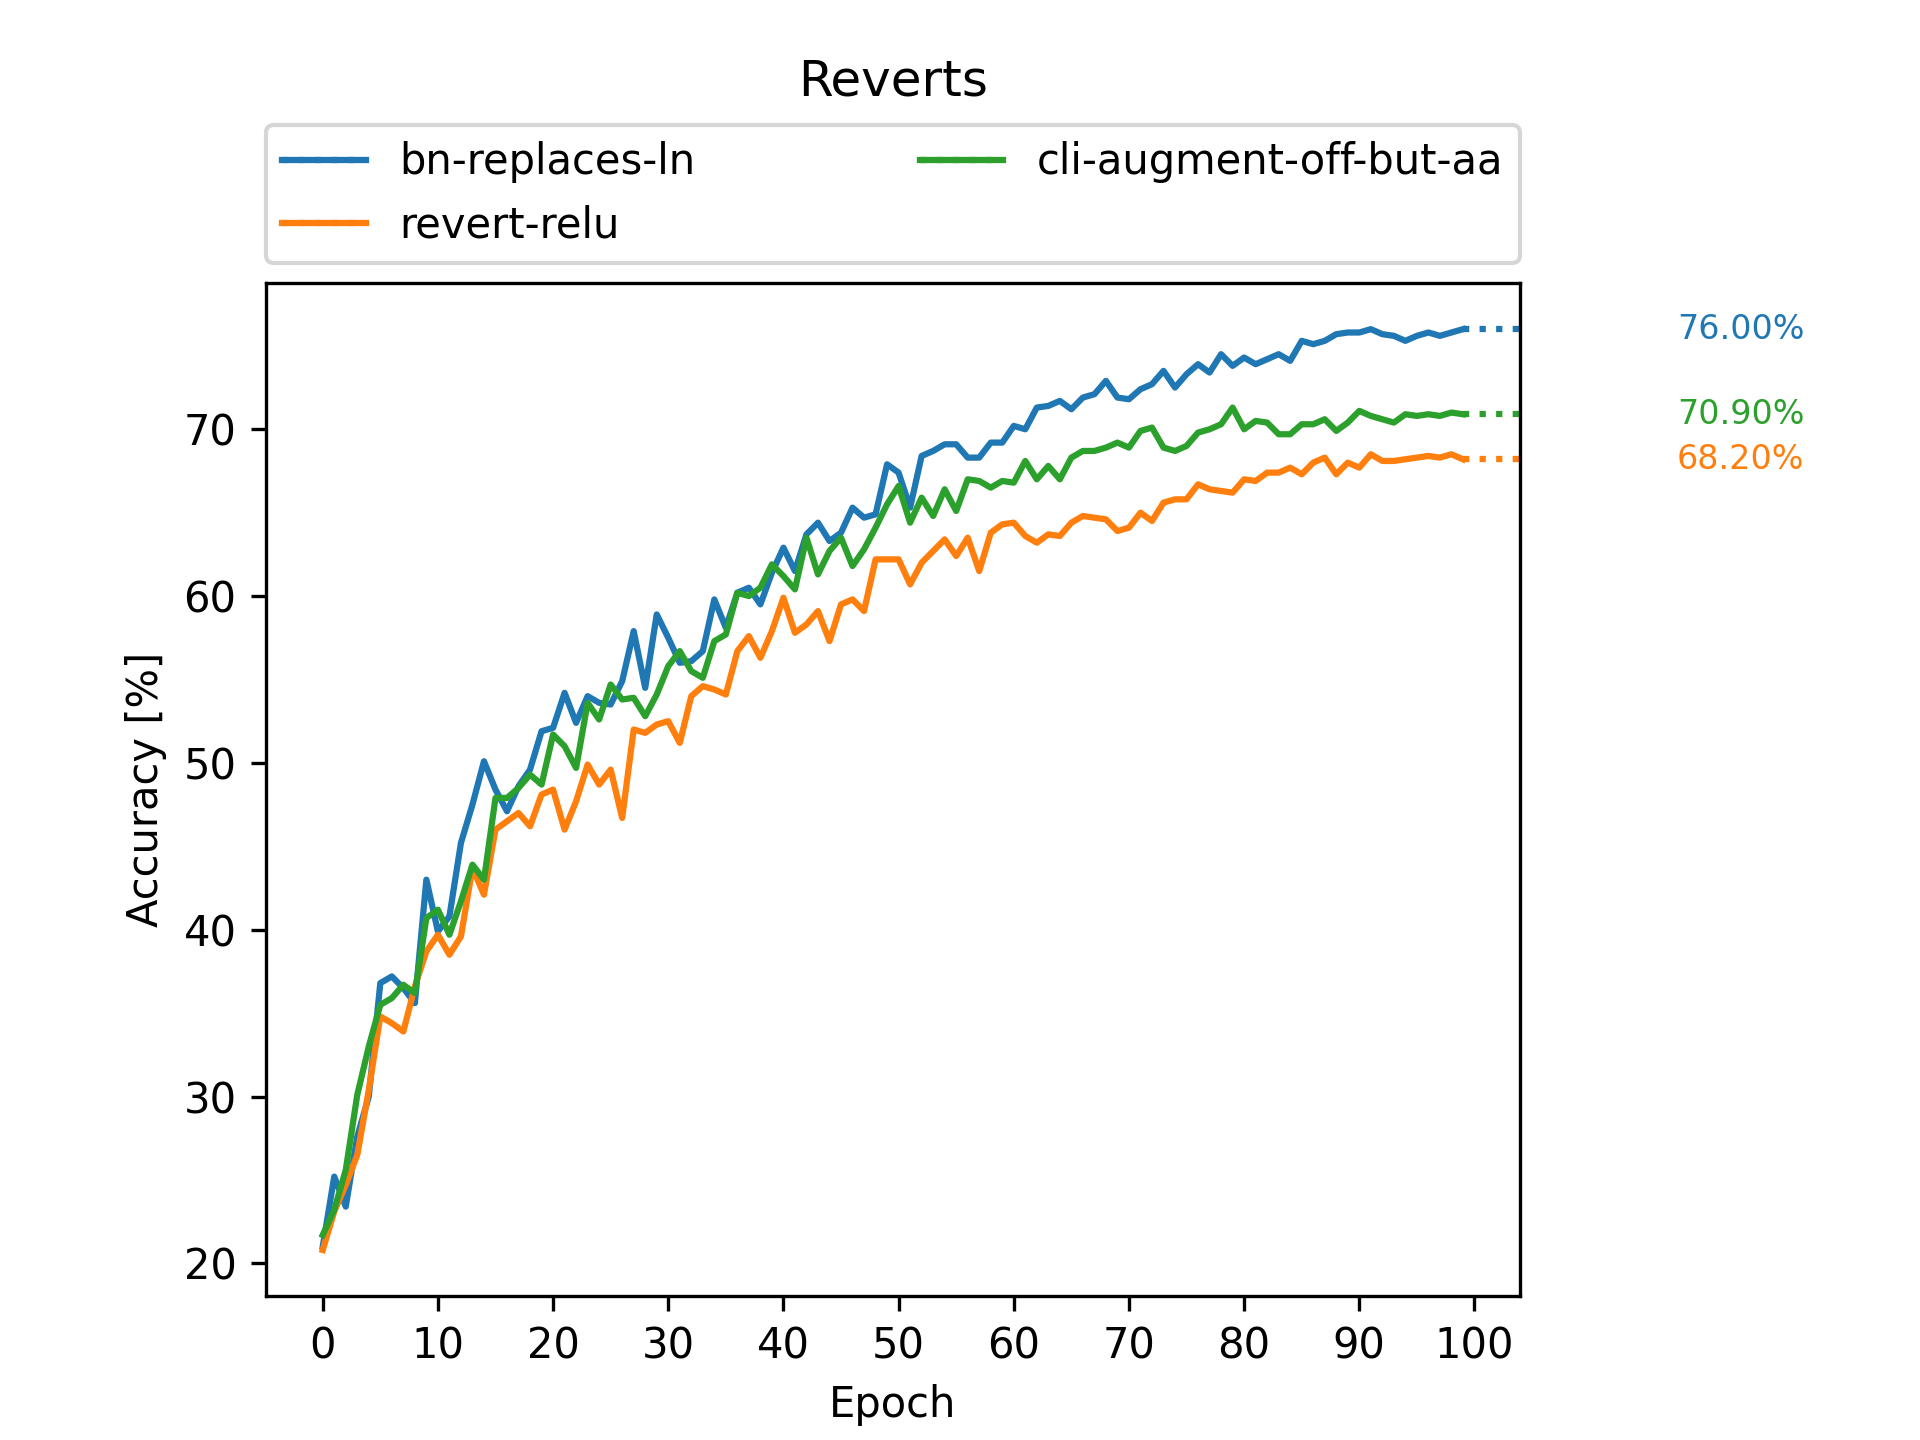 Reverts
bn-replaces-ln
revert-relu
cli-augment-off-but-aa
76.00%
70.90%
68.20%
Accuracy [%]
70
60
50
40
30
20
0 10 20 30 40 50 60 70 80 90 100
Epoch